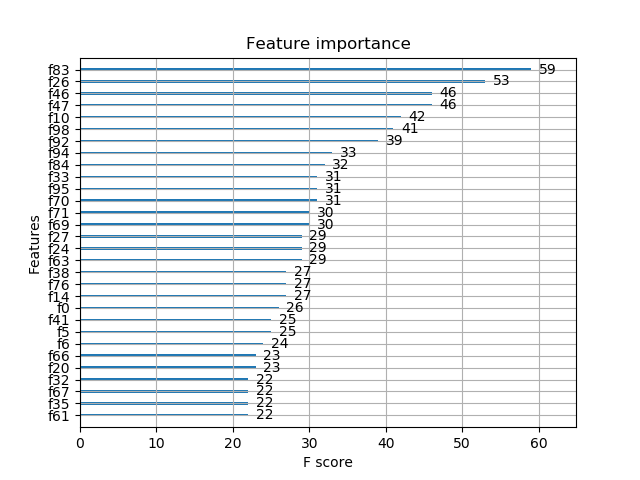 Feature importance
f83 59
f26 53
f46 46
f47 46
f10 42
f98 41
f92 39
f94 33
f84 32
f33 31
f95 31
f70 31
f71 30
f69 30
f27 29
f24 29
f63 29
f38 27
f76 27
f14 27
f0 26
f41 25
f5 25
f6 24
f66 23
f20 23
f32 22
f67 22
f35 22
f61 22
Features
0 10 20 30 40 50 60
F score